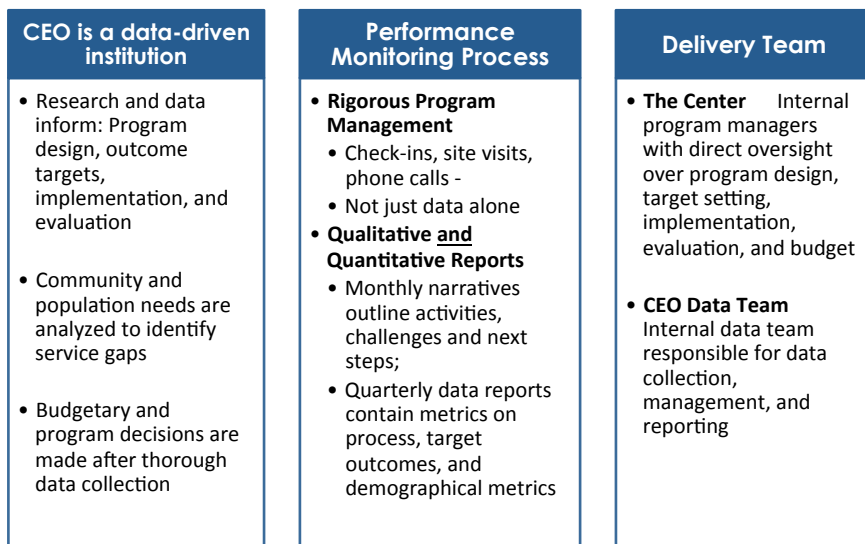 CEO is a data-driven
institution
• Research and data
inform: Program
design, outcome
targets,
implementation, and
evaluation
• Community and
population needs are
analyzed to identify
service gaps
• Budgetary and
program decisions are
made after thorough
data collection
Performance
Monitoring Process
• Rigorous Program
Management
• Check-ins, site visits,
phone calls -
• Not just data alone
• Qualitative and
Quantitative Reports
• Monthly narratives
outline activities,
challenges and next
steps;
• Quarterly data reports
contain metrics on
process, target
outcomes, and
demographical metrics
Delivery Team
• The Center Internal
program managers
with direct oversight
over program design,
target setting,
implementation,
evaluation, and budget
• CEO Data Team
Internal data team
responsible for data
collection,
management, and
reporting